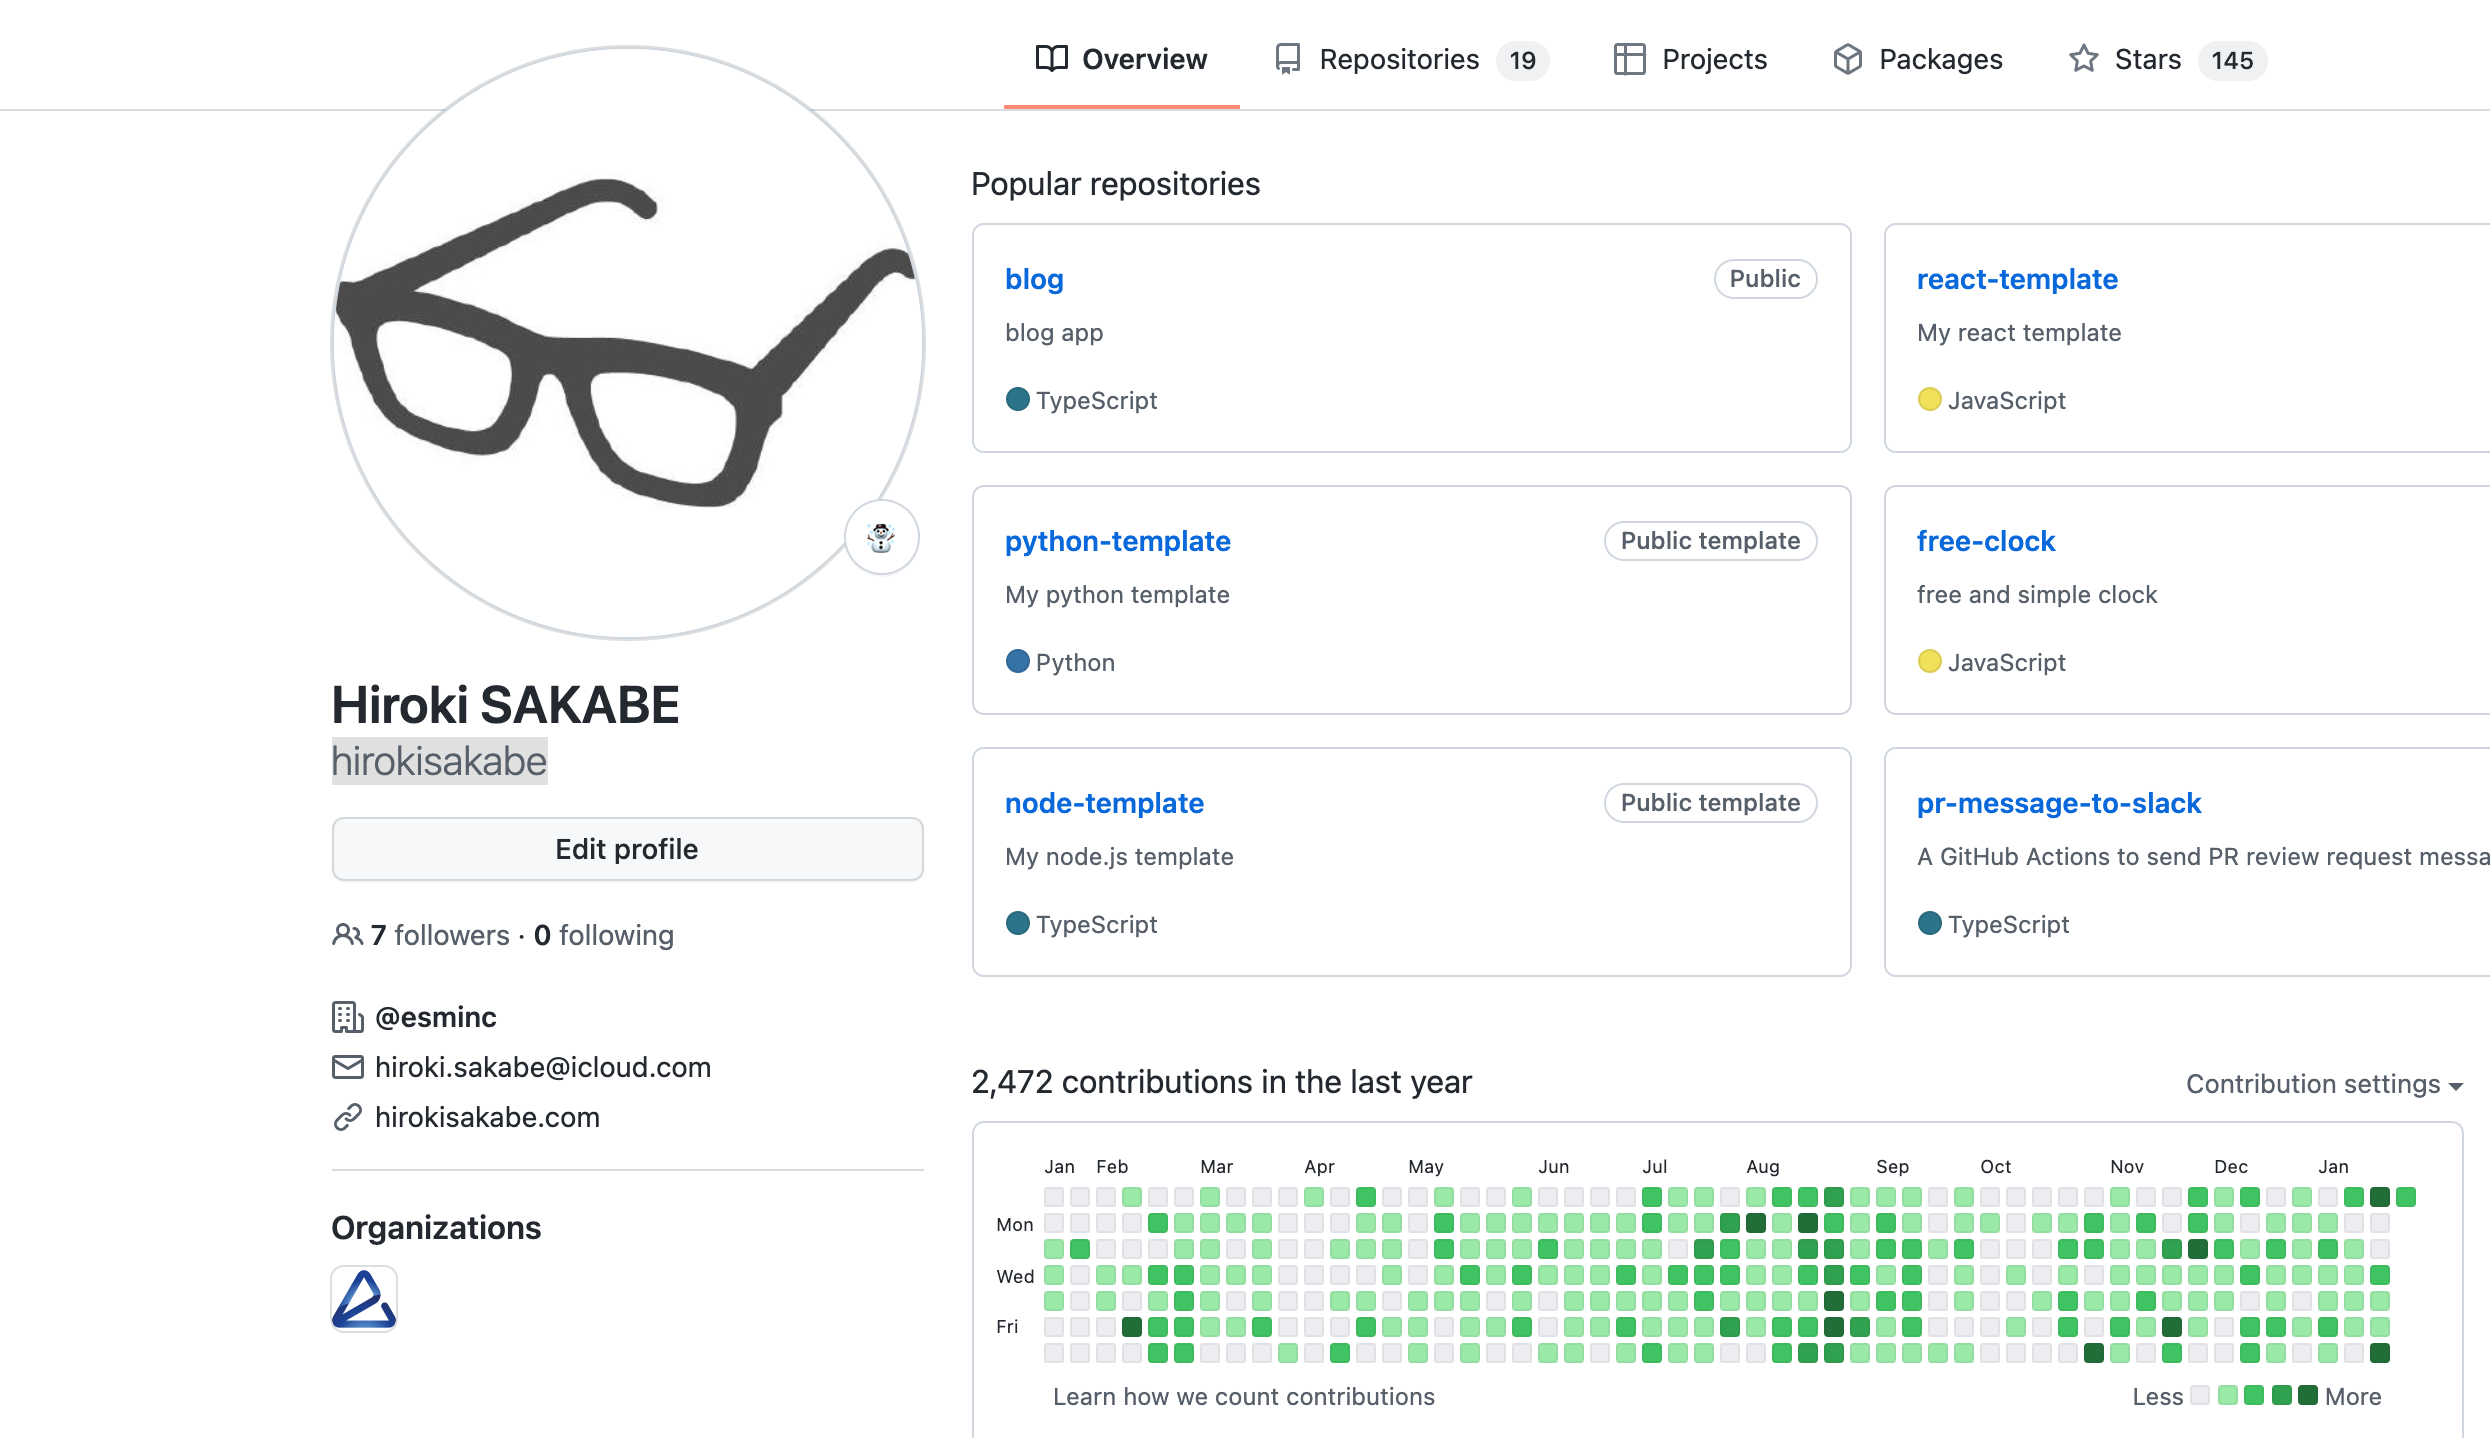 Overview Repositories 19 Projects Packages Stars 145
Popular repositories
blog Public
blog app
TypeScript
react-template
My react template
JavaScript
python-template Public template
My python template
Python
free-clock
free and simple clock
JavaScript
node-template Public template
My node.js template
TypeScript
pr-message-to-slack
A GitHub Actions to send PR review request messa
TypeScript
Hiroki SAKABE
hirokisakabe
Edit profile
7 followers · 0 following
@esminc
hiroki.sakabe@icloud.com
hirokisakabe.com
Organizations
2,472 contributions in the last year
Contribution settings
Jan Feb Mar Apr May Jun Jul Aug Sep Oct Nov Dec Jan
Mon
Wed
Fri
Learn how we count contributions
Less More